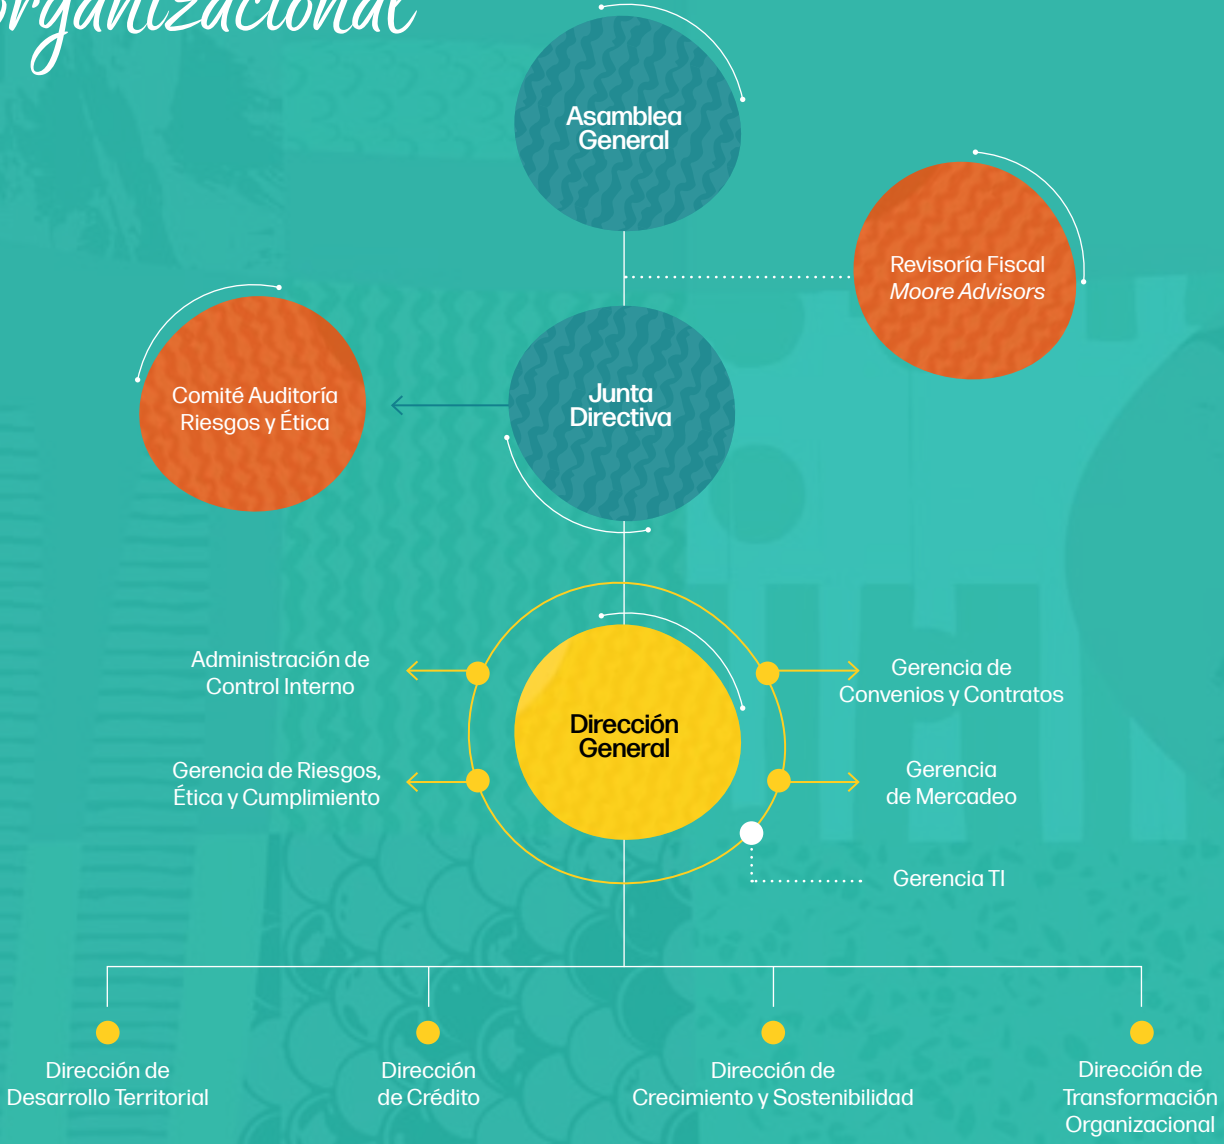 organizacional
Asamblea
General
Revisoría Fiscal
Moore Advisors
Comité Auditoría
Riesgos y Ética
Junta
Directiva
Administración de
Control Interno
Gerencia de
Convenios y Contratos
Dirección
General
Gerencia de Riesgos,
Ética y Cumplimiento
Gerencia
de Mercadeo
Gerencia TI
Dirección de
Desarrollo Territorial
Dirección
de Crédito
Dirección de
Crecimiento y Sostenibilidad
Dirección de
Transformación
Organizacional